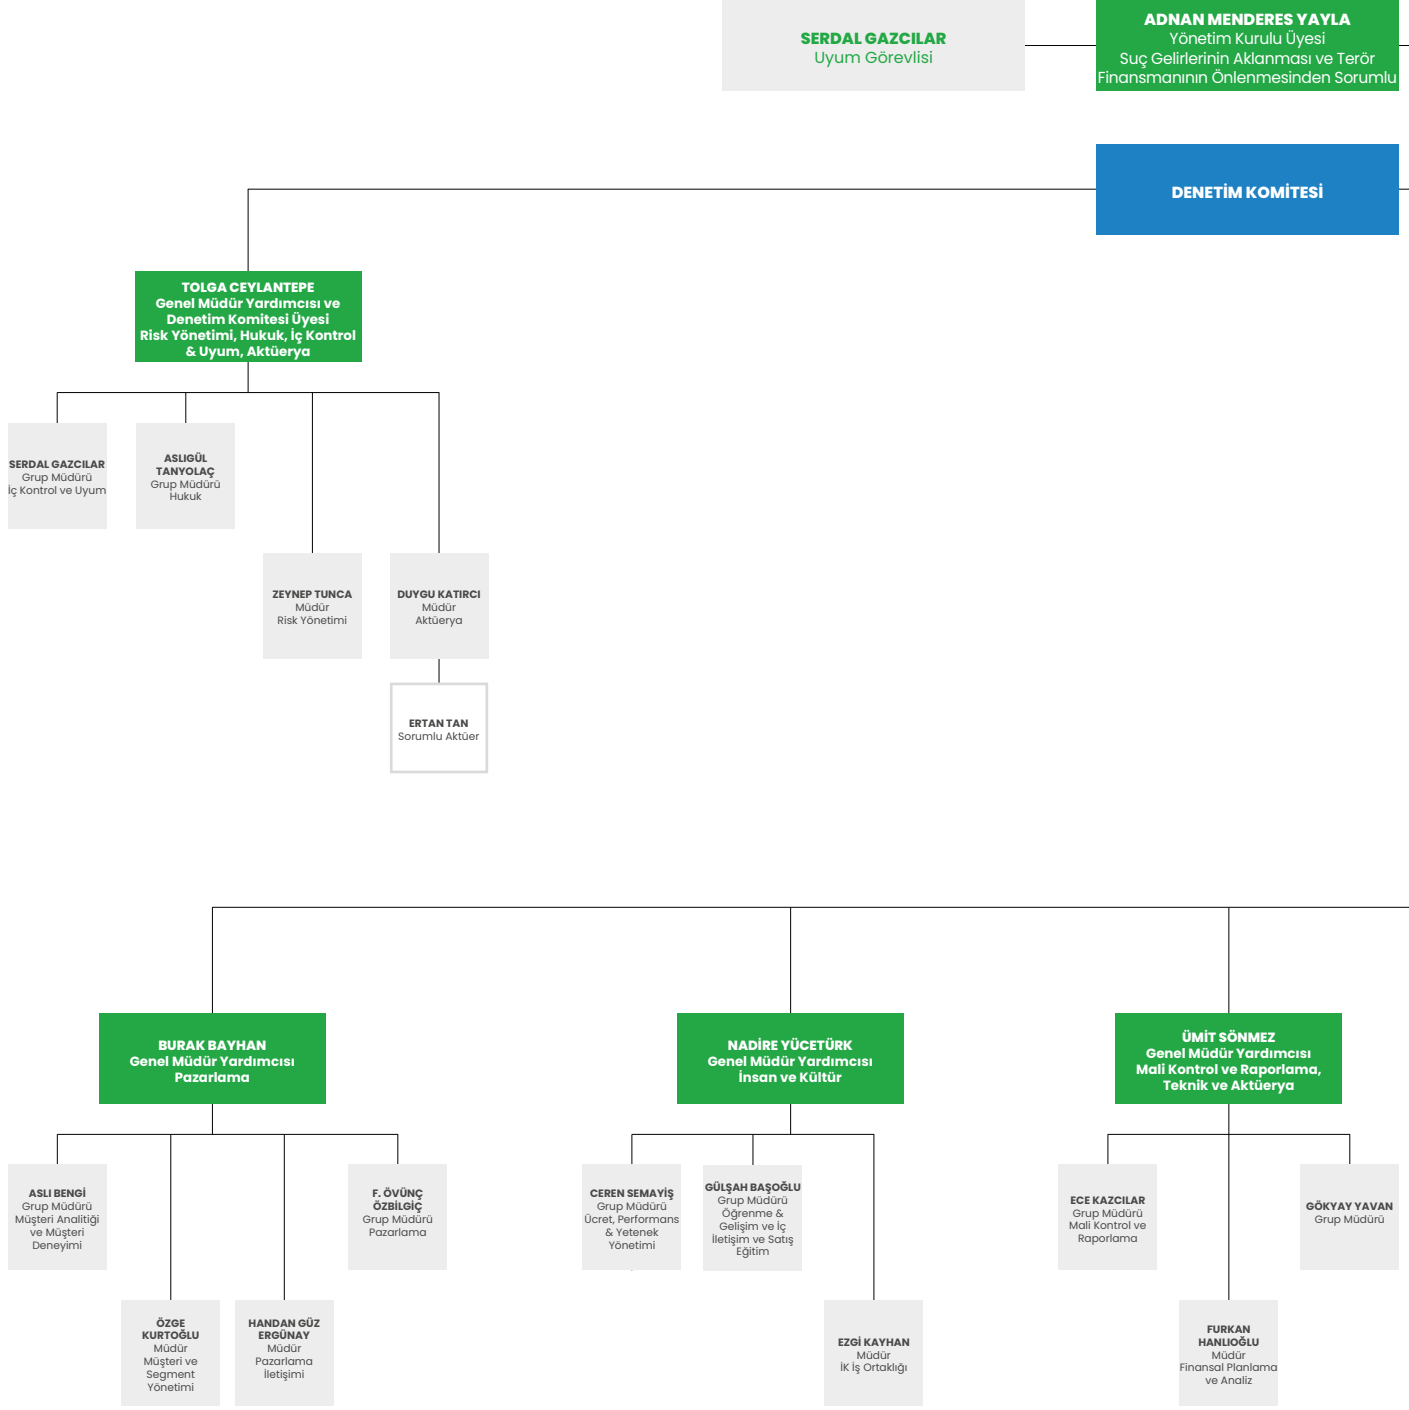 SERDAL GAZCILAR
Uyum Görevlisi
ADNAN MENDERES YAYLA
Yönetim Kurulu Üyesi
Suç Gelirlerinin Aklanması ve Terör
Finansmanının Önlenmesinden Sorumlu
DENETİM KOMİTESİ
TOLGA CEYLANTEPE
Genel Müdür Yardımcısı ve
Denetim Komitesi Üyesi
Risk Yönetimi, Hukuk, İç Kontrol
& Uyum, Aktüerya
SERDAL GAZCILAR
Grup Müdürü
İç Kontrol ve Uyum
ASLIGÜL
TANYOLAÇ
Grup Müdürü
Hukuk
ZEYNEP TUNCA
Müdür
Risk Yönetimi
DUYGU KATIRCI
Müdür
Aktüerya
ERTAN TAN
Sorumlu Aktüer
BURAK BAYHAN
Genel Müdür Yardımcısı
Pazarlama
NADİRE YÜCETÜRK
Genel Müdür Yardımcısı
İnsan ve Kültür
ÜMİT SÖNMEZ
Genel Müdür Yardımcısı
Mali Kontrol ve Raporlama,
Teknik ve Aktüerya
ASLI BENGİ
Grup Müdürü
Müşteri Analitiği
ve Müşteri
Deneyimi
F. ÖVÜNÇ
ÖZBİLGİÇ
Grup Müdürü
Pazarlama
CEREN SEMAYİŞ
Grup Müdürü
Ücret, Performans
& Yetenek
Yönetimi
GÜLŞAH BAŞOĞLU
Grup Müdürü
Öğrenme &
Gelişim ve İç
İletişim ve Satış
Eğitim
ECE KAZCILAR
Grup Müdürü
Mali Kontrol ve
Raporlama
GÖKYAY YAVAN
Grup Müdürü
ÖZGE
KURTOĞLU
Müdür
Müşteri ve
Segment
Yönetimi
HANDAN GÜZ
ERGÜNAY
Müdür
Pazarlama
İletişimi
EZGİ KAYHAN
Müdür
İK İş Ortaklığı
FURKAN
HANLIOĞLU
Müdür
Finansal Planlama
ve Analiz